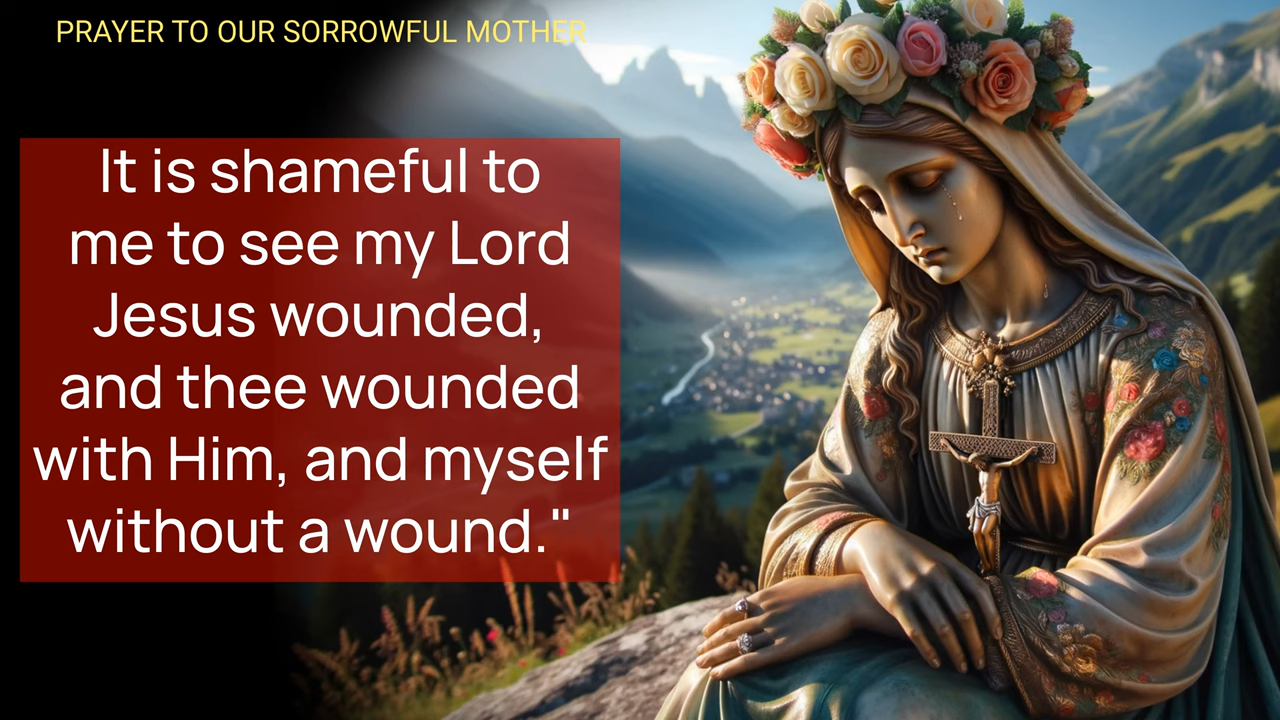 PRAYER TO OUR SORROWFUL MOTHER
It is shameful to
me to see my Lord
Jesus wounded,
and thee wounded
with Him, and myself
without a wound."